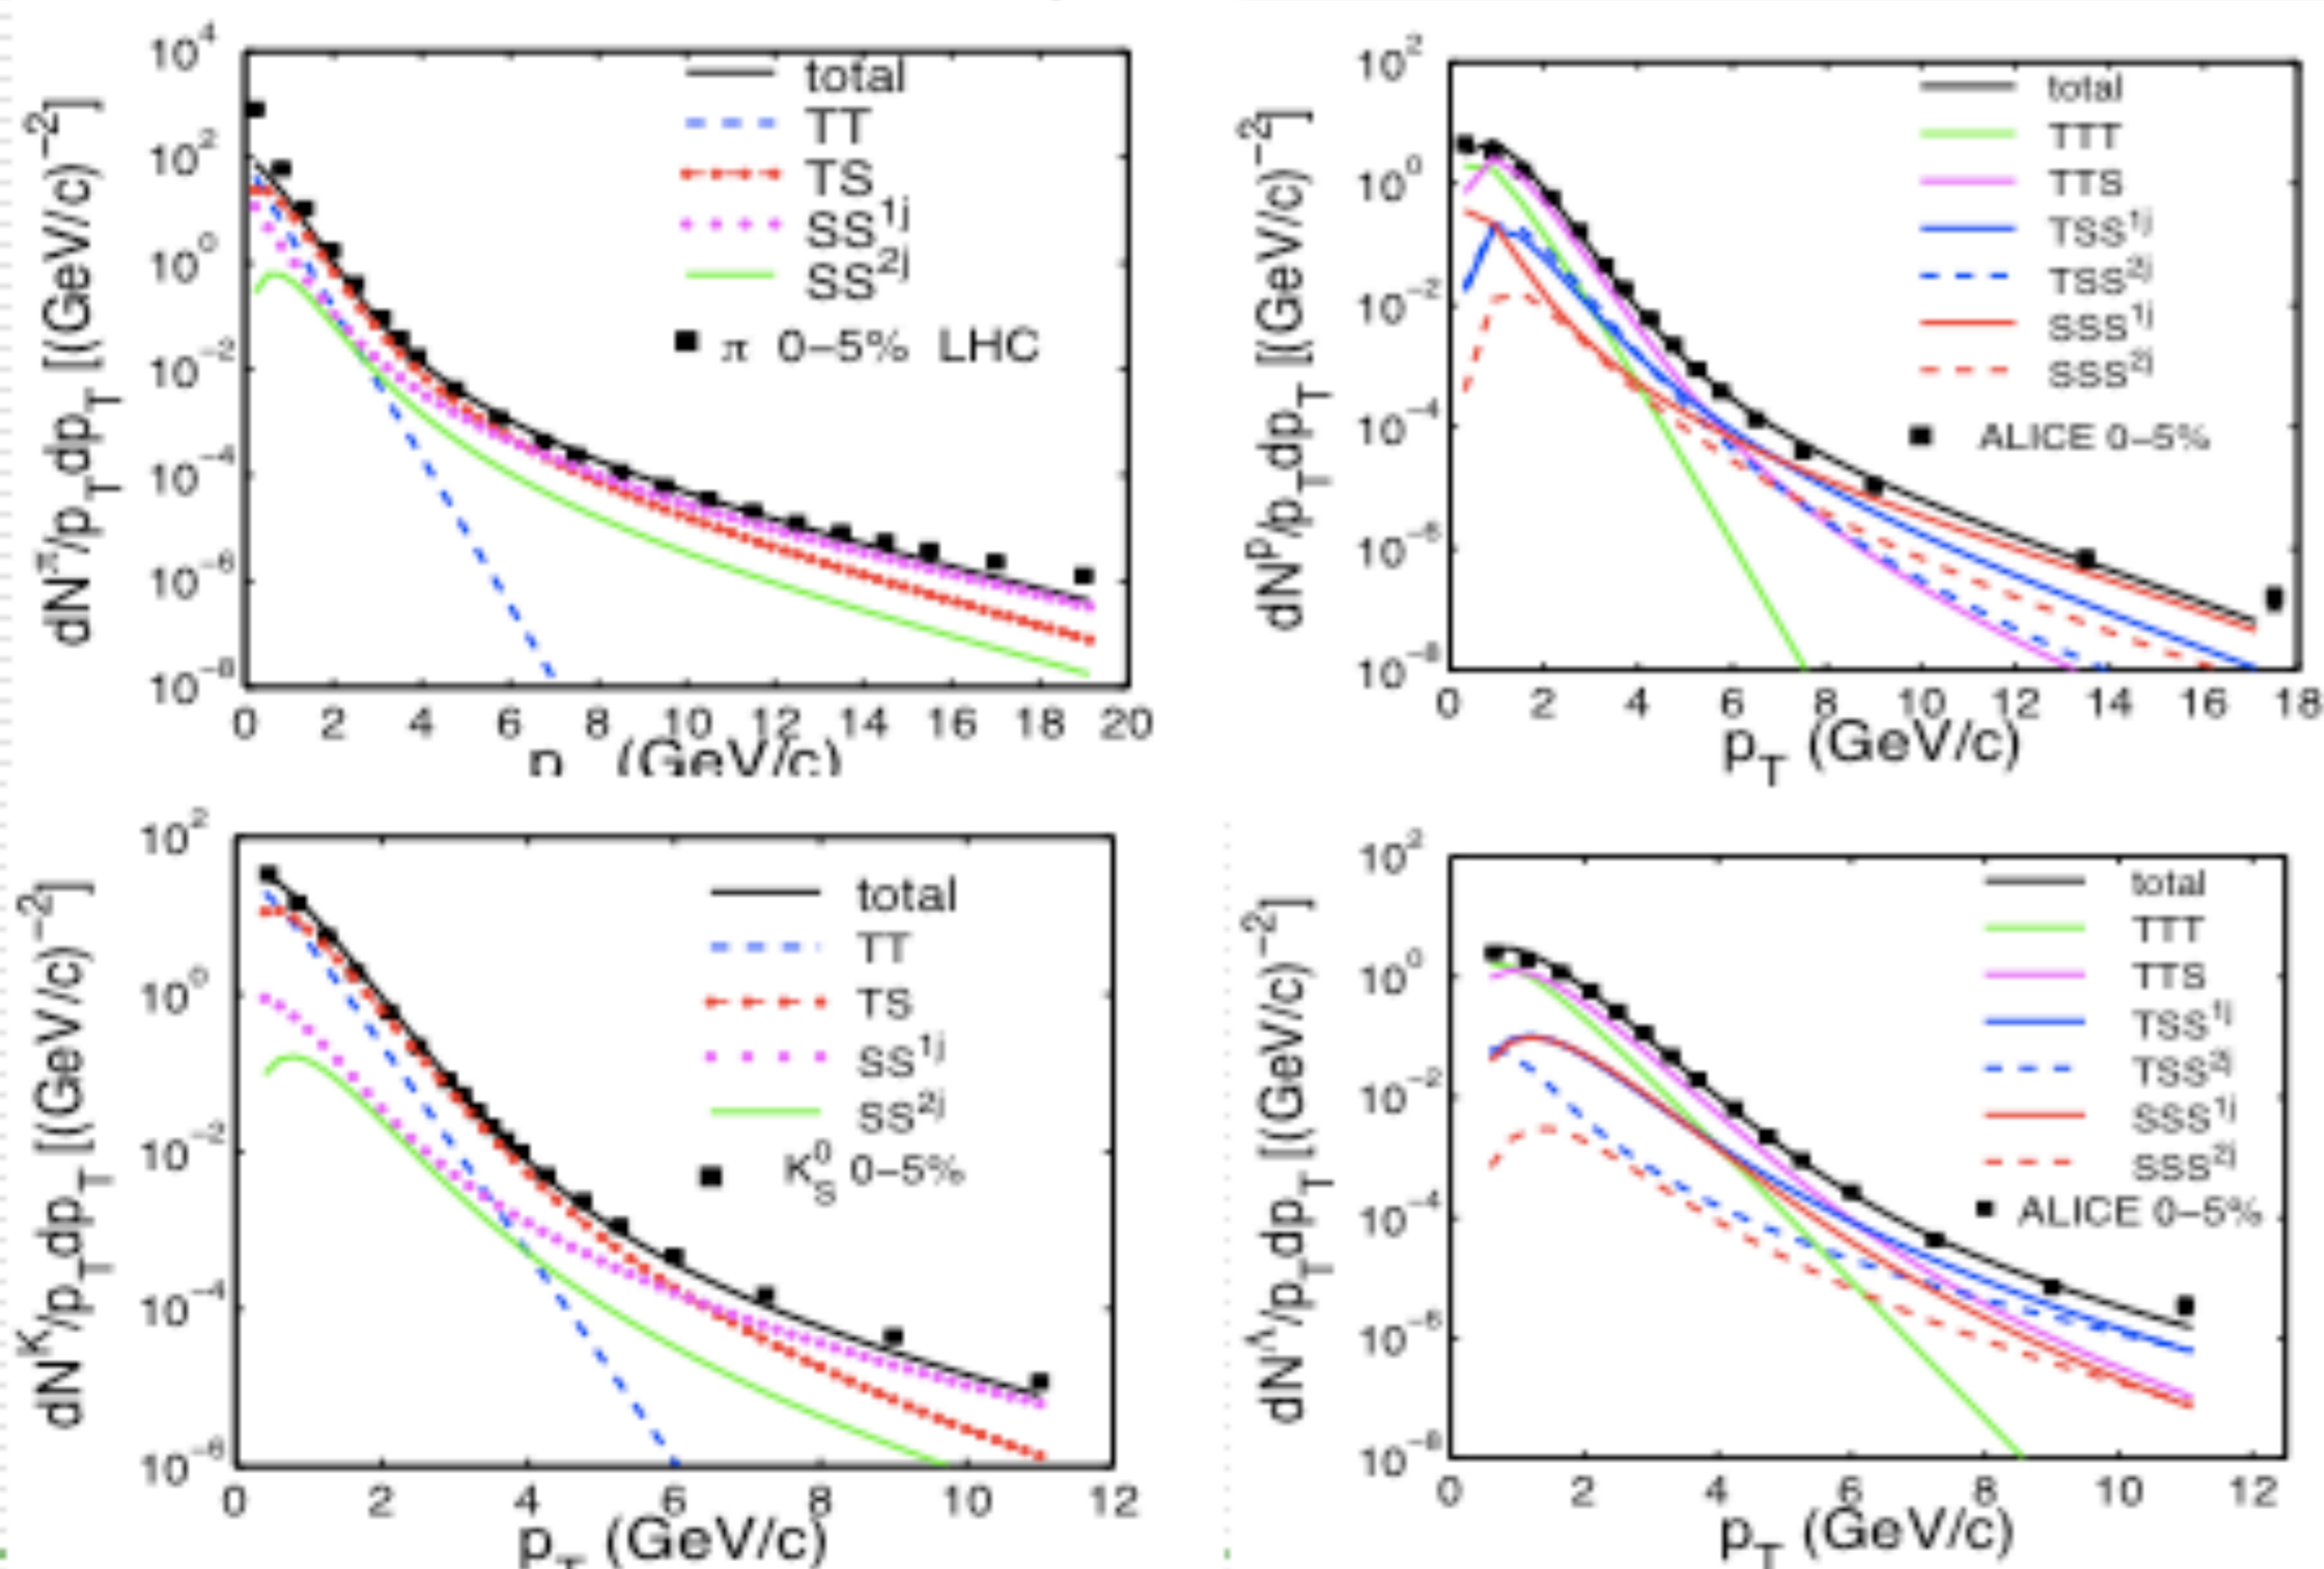 dN^π/p_T dp_T [(GeV/c)^−2]
10^4
10^2
10^0
10^−2
10^−4
10^−6
10^−8
total
TT
TS
SS^1j
SS^2j
π 0−5% LHC
0 2 4 6 8 10 12 14 16 18 20
p (GeV/c)
dN^p/p_T dp_T [(GeV/c)^−2]
10^2
10^0
10^−2
10^−4
10^−6
10^−8
total
TTT
TTS
TSS^1j
TSS^2j
SSS^1j
SSS^2j
ALICE 0−5%
0 2 4 6 8 10 12 14 16 18
p_T (GeV/c)
dN^K/p_T dp_T [(GeV/c)^−2]
10^2
10^0
10^−2
10^−4
10^−6
total
TT
TS
SS^1j
SS^2j
K_S^0 0−5%
0 2 4 6 8 10 12
p_T (GeV/c)
dN^Λ/p_T dp_T [(GeV/c)^−2]
10^2
10^0
10^−2
10^−4
10^−6
10^−8
total
TTT
TTS
TSS^1j
TSS^2j
SSS^1j
SSS^2j
ALICE 0−5%
0 2 4 6 8 10 12
p_T (GeV/c)